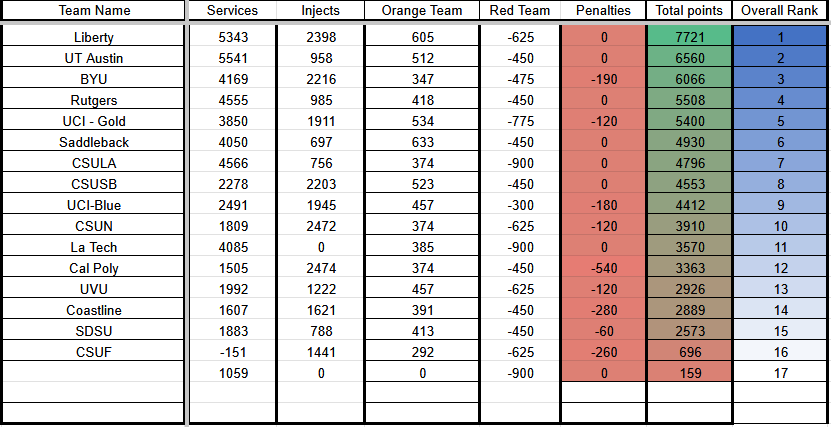 Team Name Services Injects Orange Team Red Team Penalties Total points Overall Rank
Liberty 5343 2398 605 -625 0 7721 1
UT Austin 5541 958 512 -450 0 6560 2
BYU 4169 2216 347 -475 -190 6066 3
Rutgers 4555 985 418 -450 0 5508 4
UCI - Gold 3850 1911 534 -775 -120 5400 5
Saddleback 4050 697 633 -450 0 4930 6
CSULA 4566 756 374 -900 0 4796 7
CSUSB 2278 2203 523 -450 0 4553 8
UCI-Blue 2491 1945 457 -300 -180 4412 9
CSUN 1809 2472 374 -625 -120 3910 10
La Tech 4085 0 385 -900 0 3570 11
Cal Poly 1505 2474 374 -450 -540 3363 12
UVU 1992 1222 457 -625 -120 2926 13
Coastline 1607 1621 391 -450 -280 2889 14
SDSU 1883 788 413 -450 -60 2573 15
CSUF -151 1441 292 -625 -260 696 16
1059 0 0 -900 0 159 17